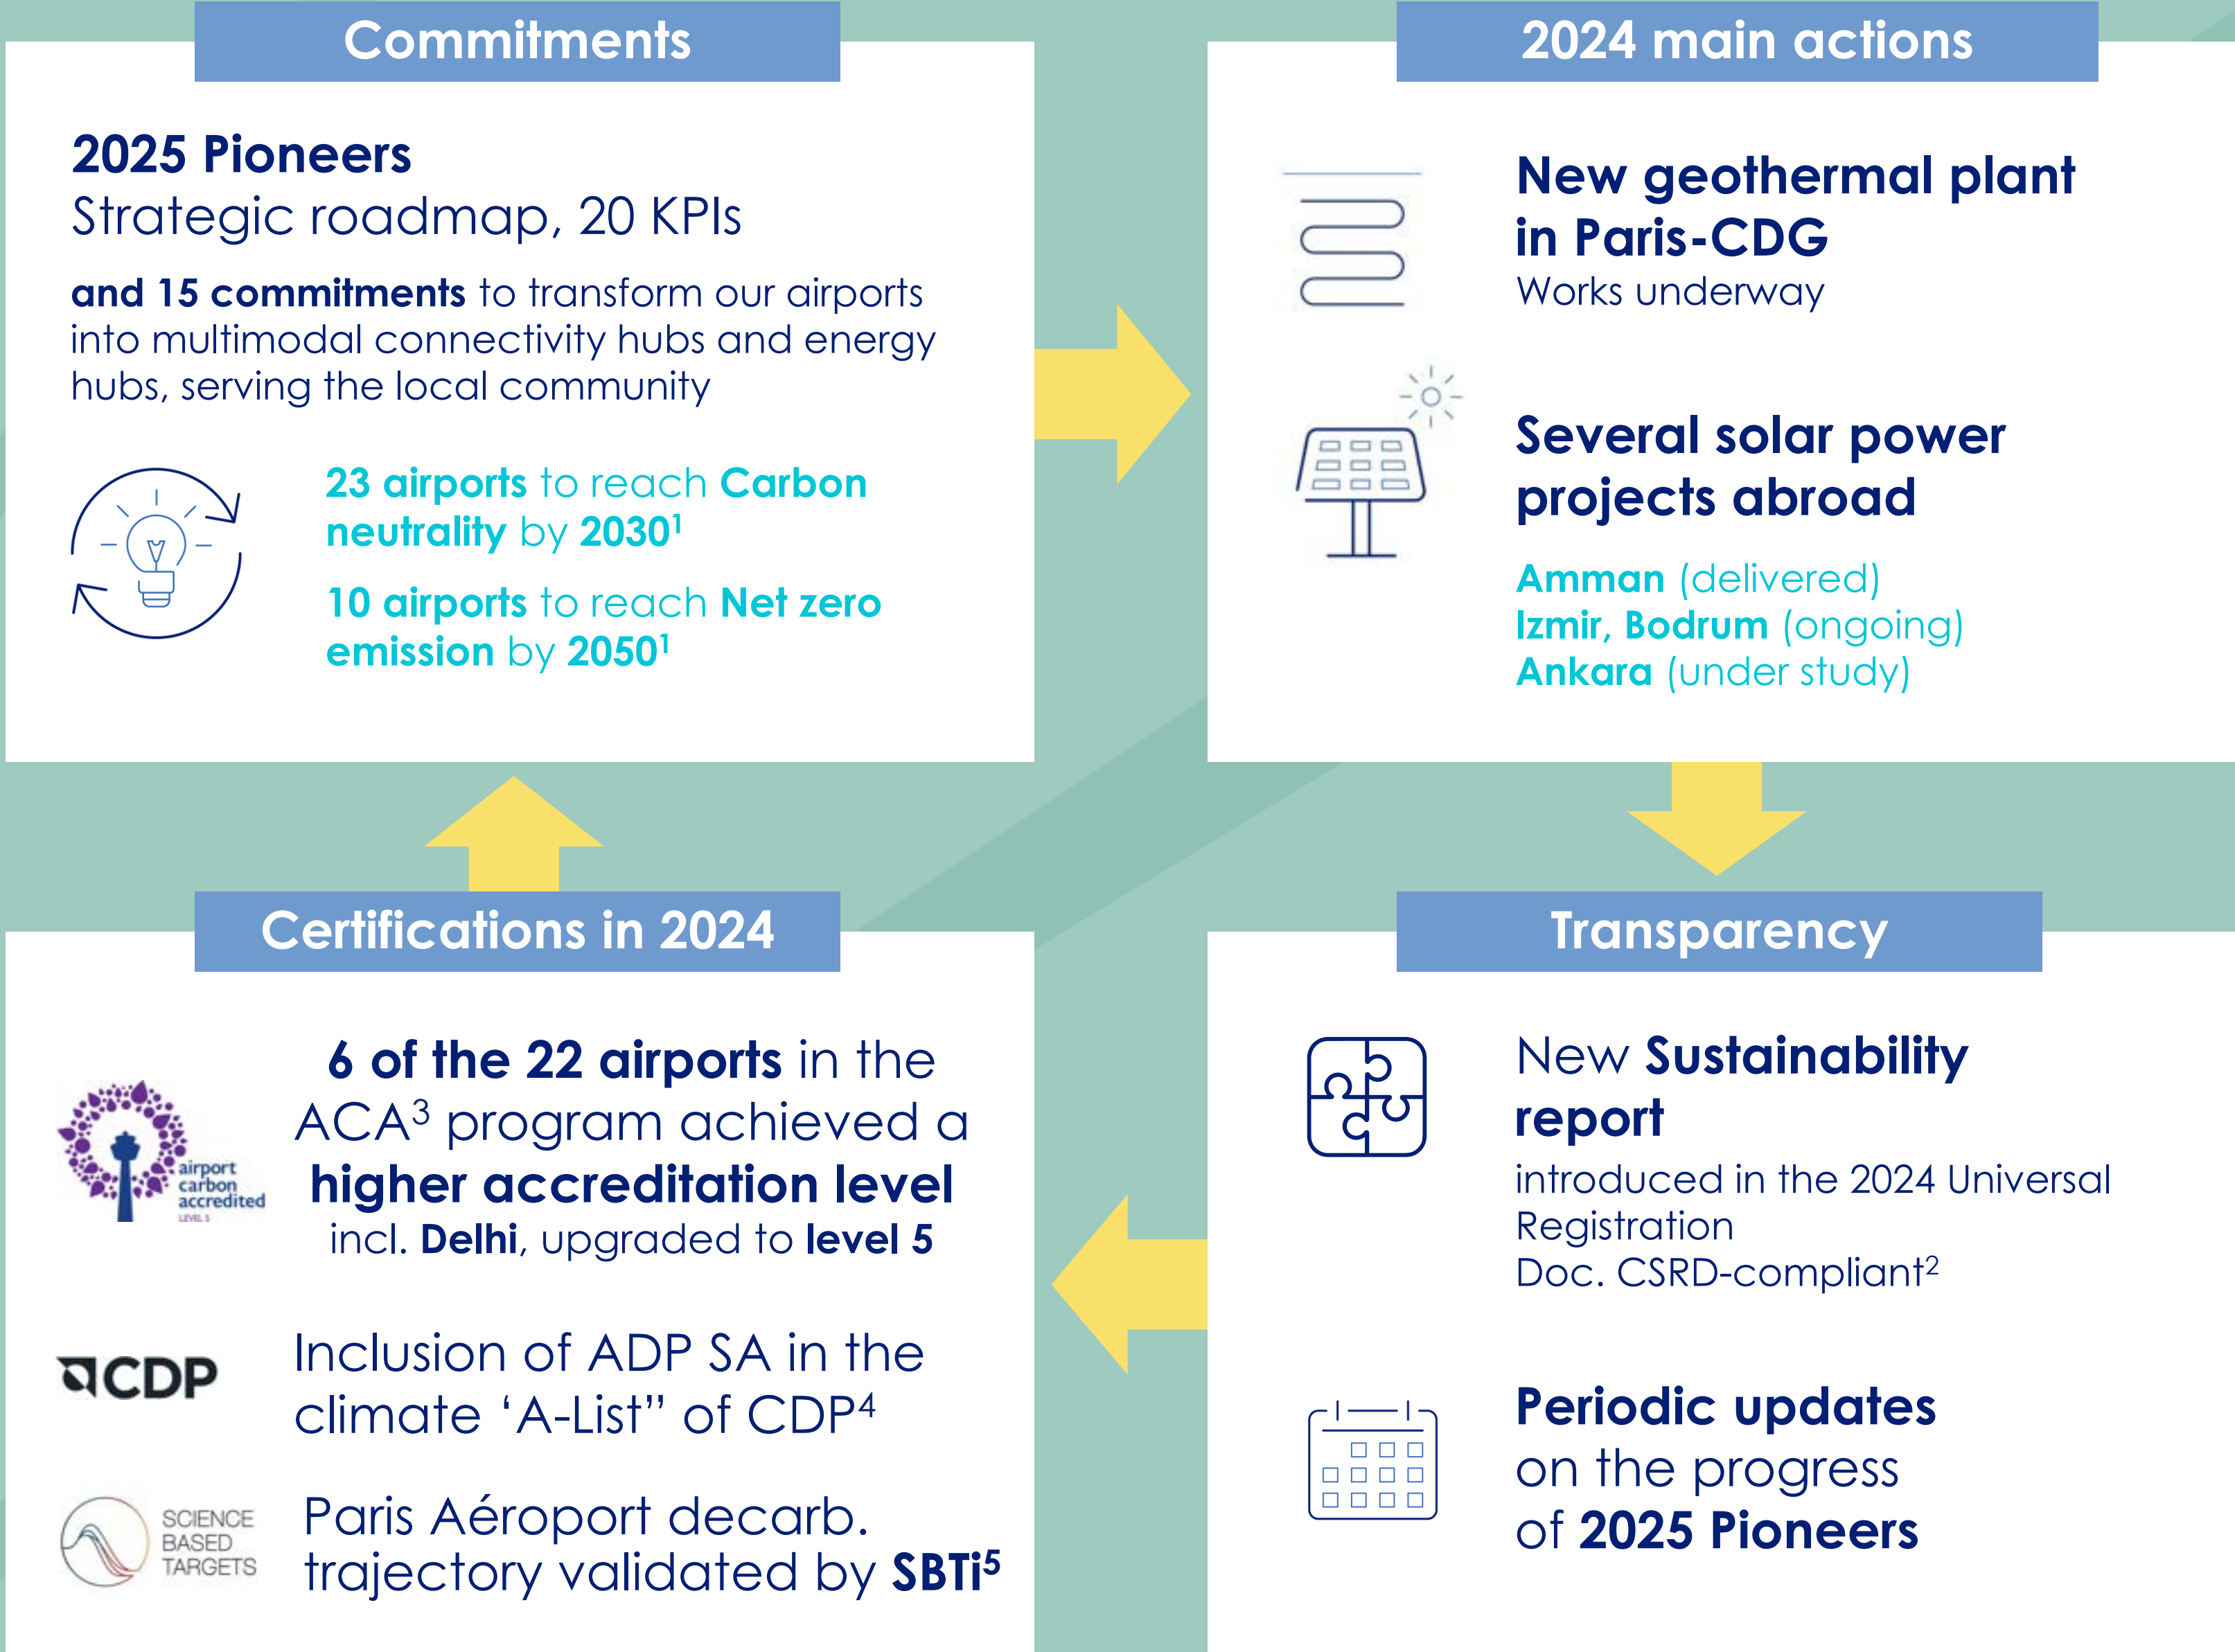 Commitments
2025 Pioneers
Strategic roadmap, 20 KPIs
and 15 commitments to transform our airports
into multimodal connectivity hubs and energy
hubs, serving the local community
23 airports to reach Carbon
neutrality by 2030¹
10 airports to reach Net zero
emission by 2050¹
2024 main actions
New geothermal plant
in Paris-CDG
Works underway
Several solar power
projects abroad
Amman (delivered)
Izmir, Bodrum (ongoing)
Ankara (under study)
Transparency
New Sustainability
report
introduced in the 2024 Universal
Registration
Doc. CSRD-compliant²
Periodic updates
on the progress
of 2025 Pioneers
Certifications in 2024
airport
carbon
accredited
LEVEL 5
6 of the 22 airports in the
ACA³ program achieved a
higher accreditation level
incl. Delhi, upgraded to level 5
CDP
Inclusion of ADP SA in the
climate ‘A-List” of CDP⁴
SCIENCE
BASED
TARGETS
Paris Aéroport decarb.
trajectory validated by SBTi⁵